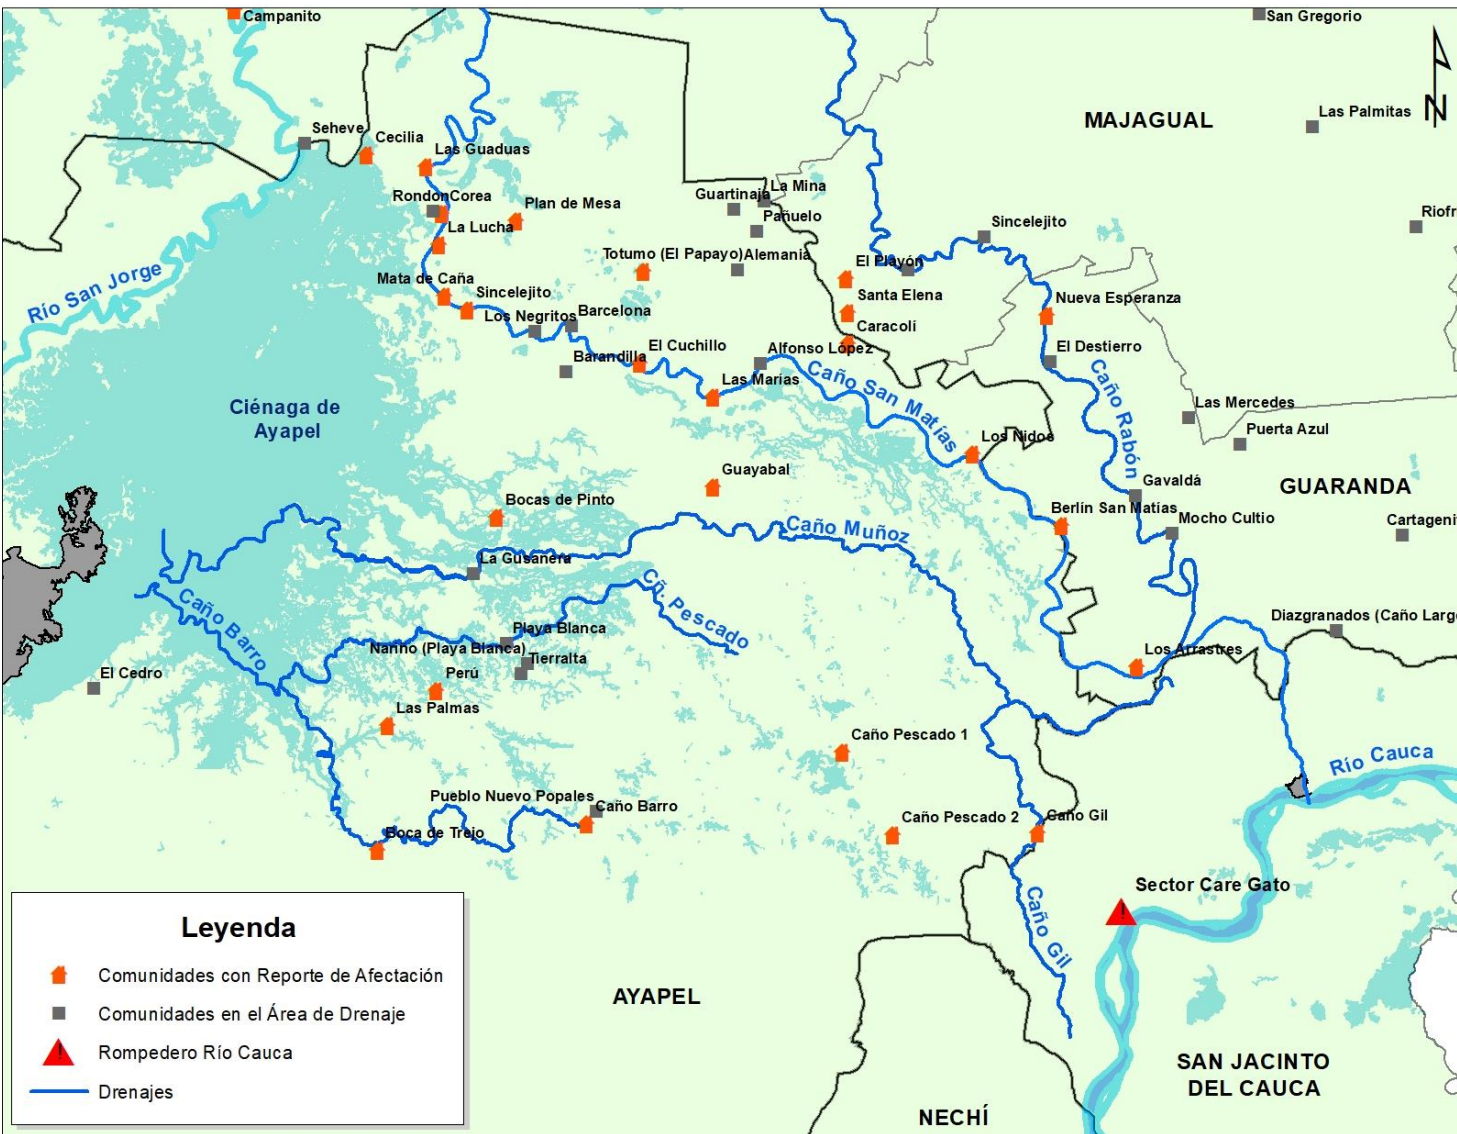 Campanito
San Gregorio
Las Palmitas
MAJAGUAL
N
Seheve
Cecilia
Las Guaduas
La Mina
Guartinaja
Rondon
Corea
Plan de Mesa
Pañuelo
Sincelejito
La Lucha
Totumo (El Papayo)
Alemania
El Playón
Río San Jorge
Mata de Caña
Sincelejito
Santa Elena
Nueva Esperanza
Los Negritos
Barcelona
Caracolí
Barandilla
El Cuchillo
Alfonso López
El Destierro
Las Marías
Caño San Matías
Caño Rabón
Ciénaga de
Ayapel
Las Mercedes
Puerta Azul
Los Nidos
Guayabal
Gavaldá
GUARANDA
Bocas de Pinto
Berlín San Matías
Mocho Cultio
Caño Muñoz
La Gusanera
Cñ. Pescado
Caño Barro
Diazgranados (Caño Largo
Playa Blanca
Nariño (Playa Blanca)
Tierralta
Los Arrastres
El Cedro
Perú
Las Palmas
Caño Pescado 1
Río Cauca
Pueblo Nuevo Popales
Caño Barro
Boca de Trejo
Caño Pescado 2
Caño Gil
Sector Care Gato
Caño Gil
AYAPEL
SAN JACINTO
DEL CAUCA
NECHÍ
Leyenda
Comunidades con Reporte de Afectación
Comunidades en el Área de Drenaje
Rompedero Río Cauca
Drenajes